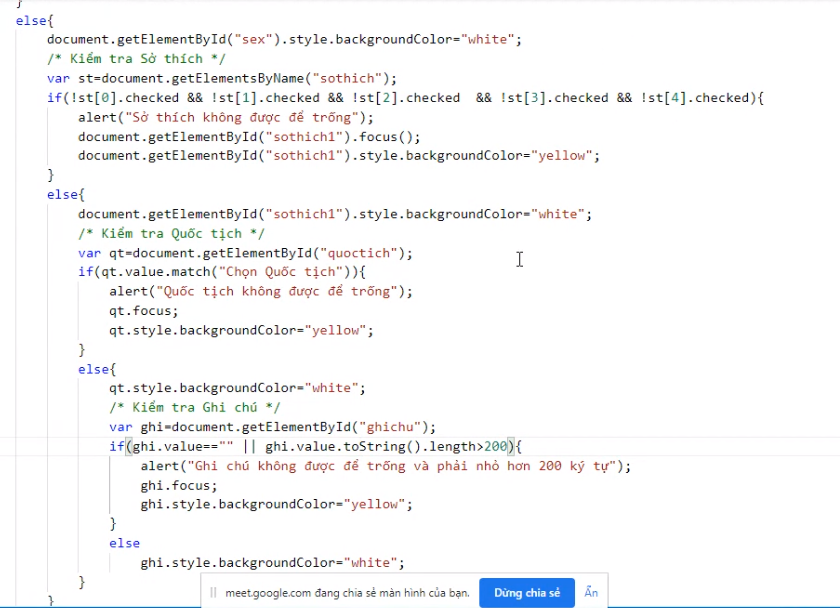 }
else{
document.getElementById("sex").style.backgroundColor="white";
/* Kiểm tra Sở thích */
var st=document.getElementsByName("sothich");
if(!st[0].checked && !st[1].checked && !st[2].checked  && !st[3].checked && !st[4].checked){
alert("Sở thích không được để trống");
document.getElementById("sothich1").focus();
document.getElementById("sothich1").style.backgroundColor="yellow";
}
else{
document.getElementById("sothich1").style.backgroundColor="white";
/* Kiểm tra Quốc tịch */
var qt=document.getElementById("quoctich");
if(qt.value.match("Chọn Quốc tịch")){
alert("Quốc tịch không được để trống");
qt.focus;
qt.style.backgroundColor="yellow";
}
else{
qt.style.backgroundColor="white";
/* Kiểm tra Ghi chú */
var ghi=document.getElementById("ghichu");
if(ghi.value=="" || ghi.value.toString().length>200){
alert("Ghi chú không được để trống và phải nhỏ hơn 200 ký tự");
ghi.focus;
ghi.style.backgroundColor="yellow";
}
else
ghi.style.backgroundColor="white";
}
}
meet.google.com đang chia sẻ màn hình của bạn.
Dừng chia sẻ
Ẩn